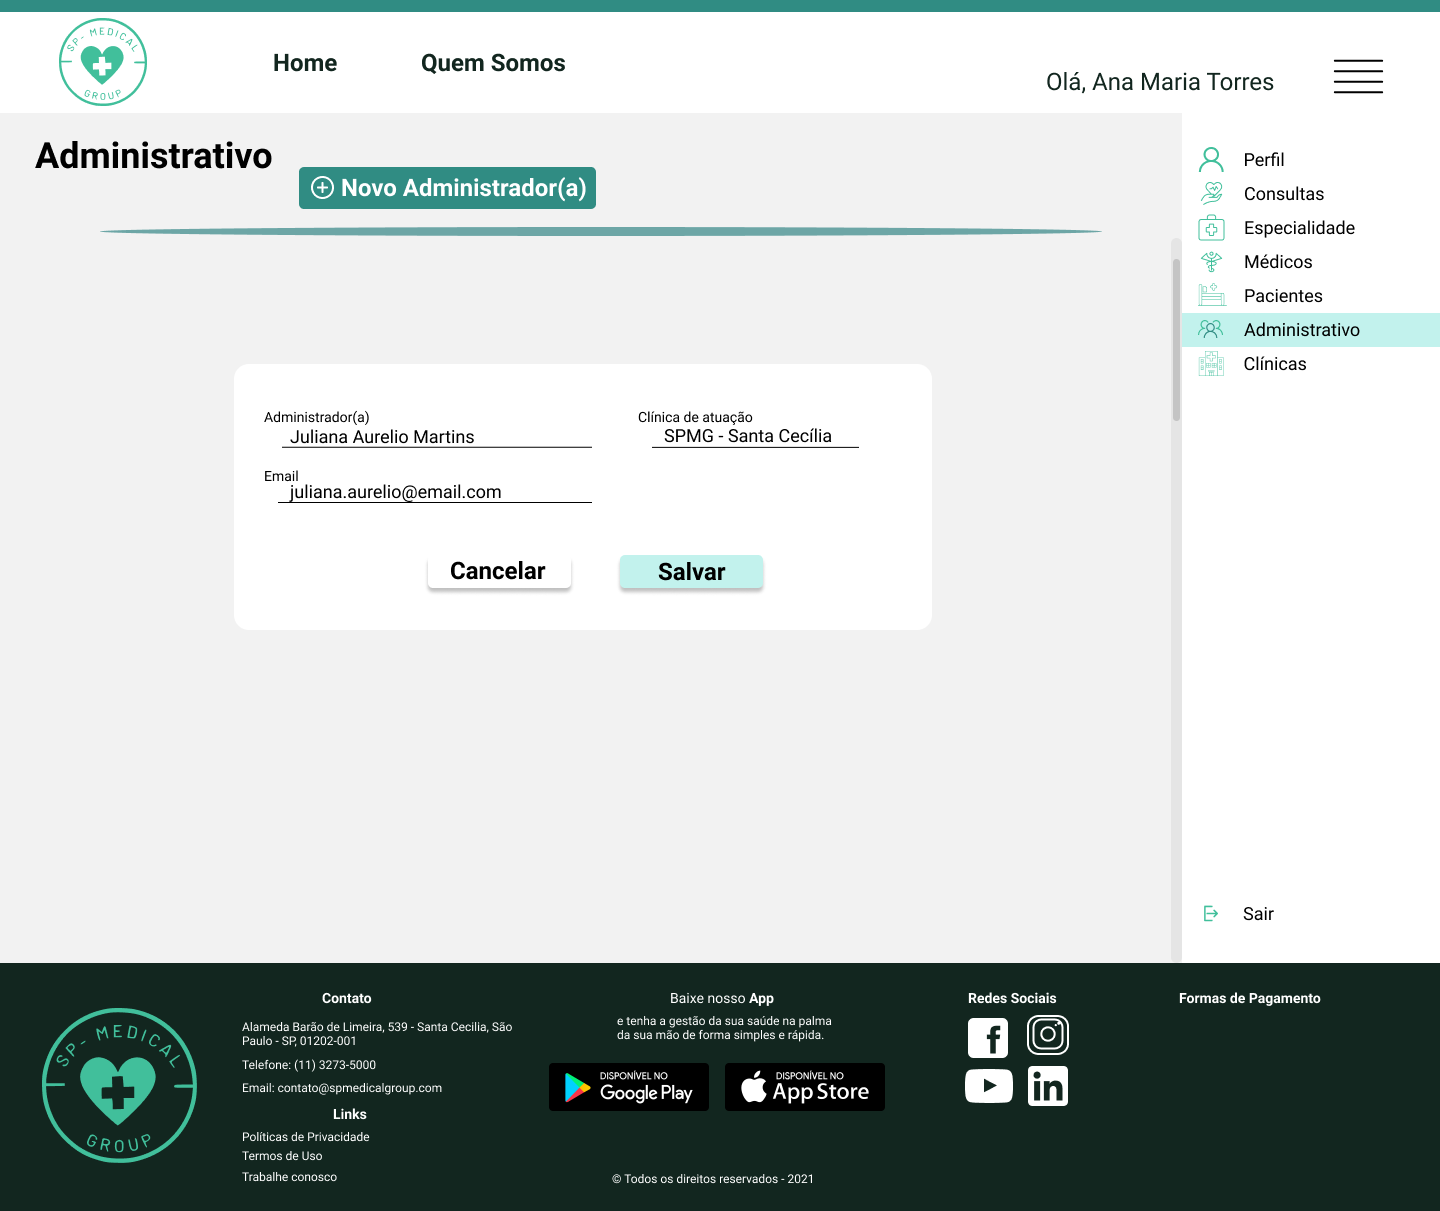 SP- MEDICAL GROUP
Home
Quem Somos
Olá, Ana Maria Torres
Administrativo
Novo Administrador(a)
Perfil
Consultas
Especialidade
Médicos
Pacientes
Administrativo
Clínicas
Administrador(a)
Juliana Aurelio Martins
Clínica de atuação
SPMG - Santa Cecília
Email
juliana.aurelio@email.com
Cancelar
Salvar
Sair
SP- MEDICAL GROUP
Contato
Alameda Barão de Limeira, 539 - Santa Cecilia, São
Paulo - SP, 01202-001
Telefone: (11) 3273-5000
Email: contato@spmedicalgroup.com
Links
Políticas de Privacidade
Termos de Uso
Trabalhe conosco
Baixe nosso App
e tenha a gestão da sua saúde na palma
da sua mão de forma simples e rápida.
DISPONÍVEL NO
Google Play
DISPONÍVEL NO
App Store
© Todos os direitos reservados - 2021
Redes Sociais
f
in
Formas de Pagamento